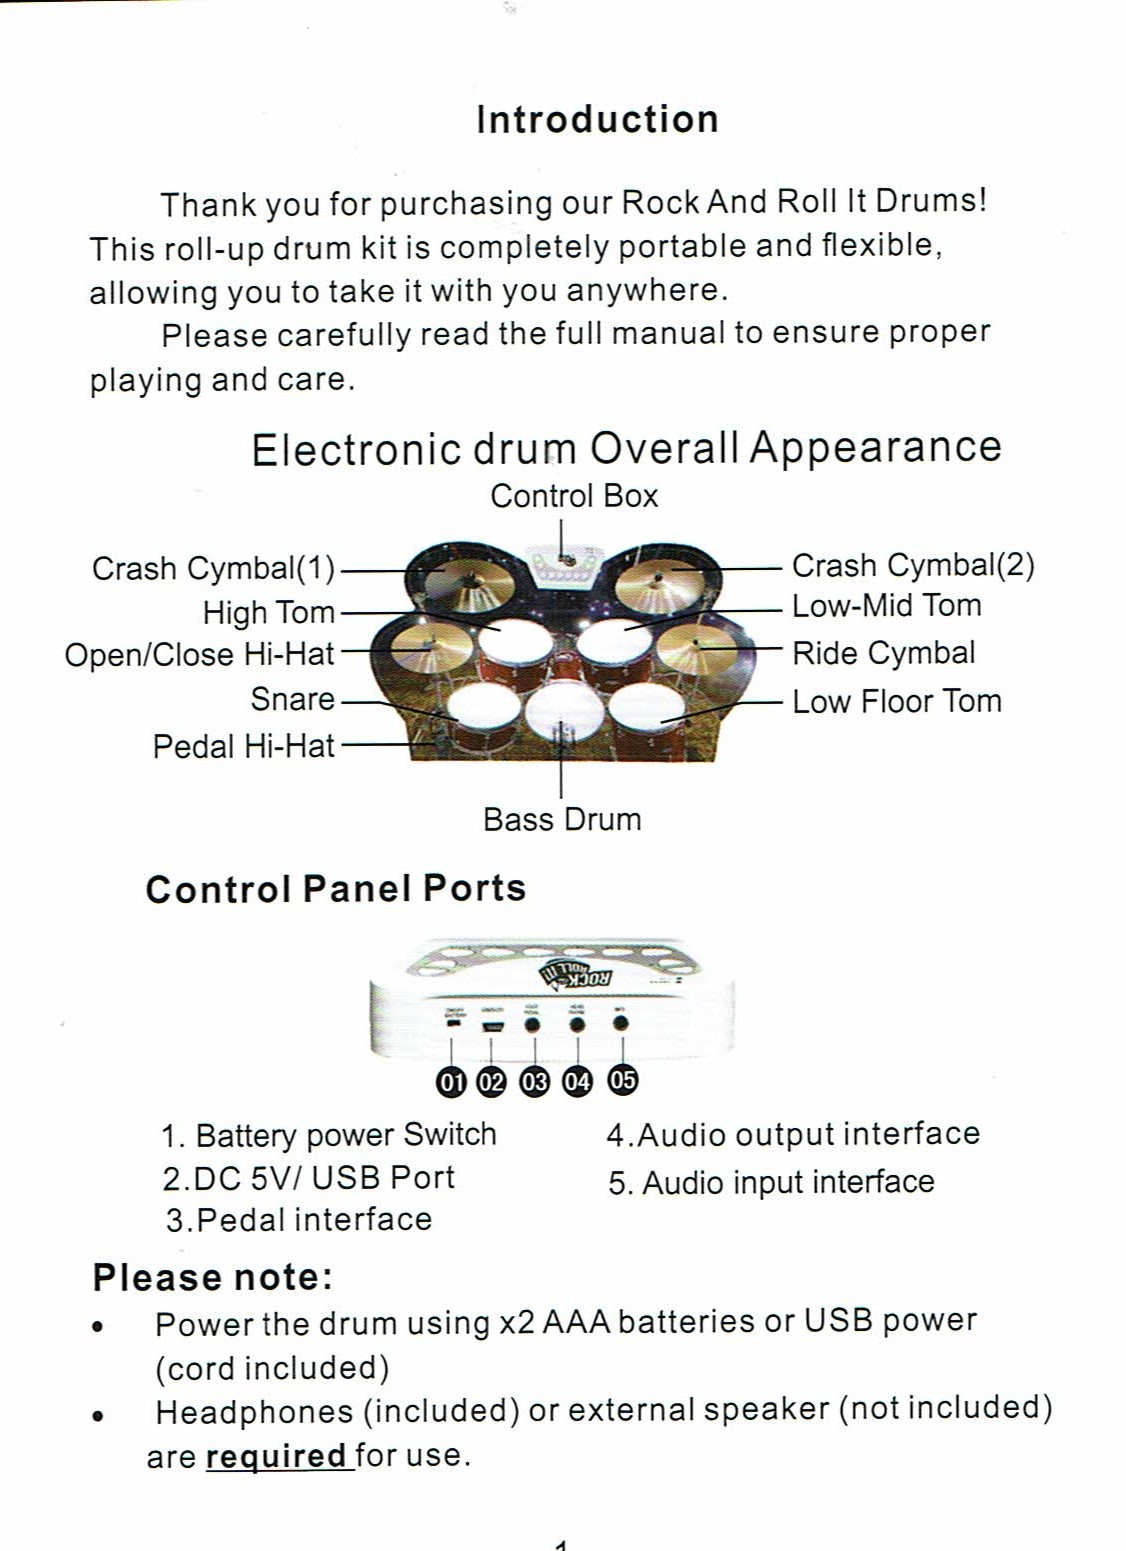 Introduction
Thank you for purchasing our Rock And Roll It Drums!
This roll-up drum kit is completely portable and flexible,
allowing you to take it with you anywhere.
Please carefully read the full manual to ensure proper
playing and care.
Electronic drum Overall Appearance
Control Box
Crash Cymbal(1)
High Tom
Open/Close Hi-Hat
Snare
Pedal Hi-Hat
Crash Cymbal(2)
Low-Mid Tom
Ride Cymbal
Low Floor Tom
Bass Drum
Control Panel Ports
ROCK
ROLL IT!
01 02 03 04 05
1. Battery power Switch
2.DC 5V/ USB Port
3.Pedal interface
4.Audio output interface
5. Audio input interface
Please note:
• Power the drum using x2 AAA batteries or USB power
(cord included)
• Headphones (included) or external speaker (not included)
are required for use.
1